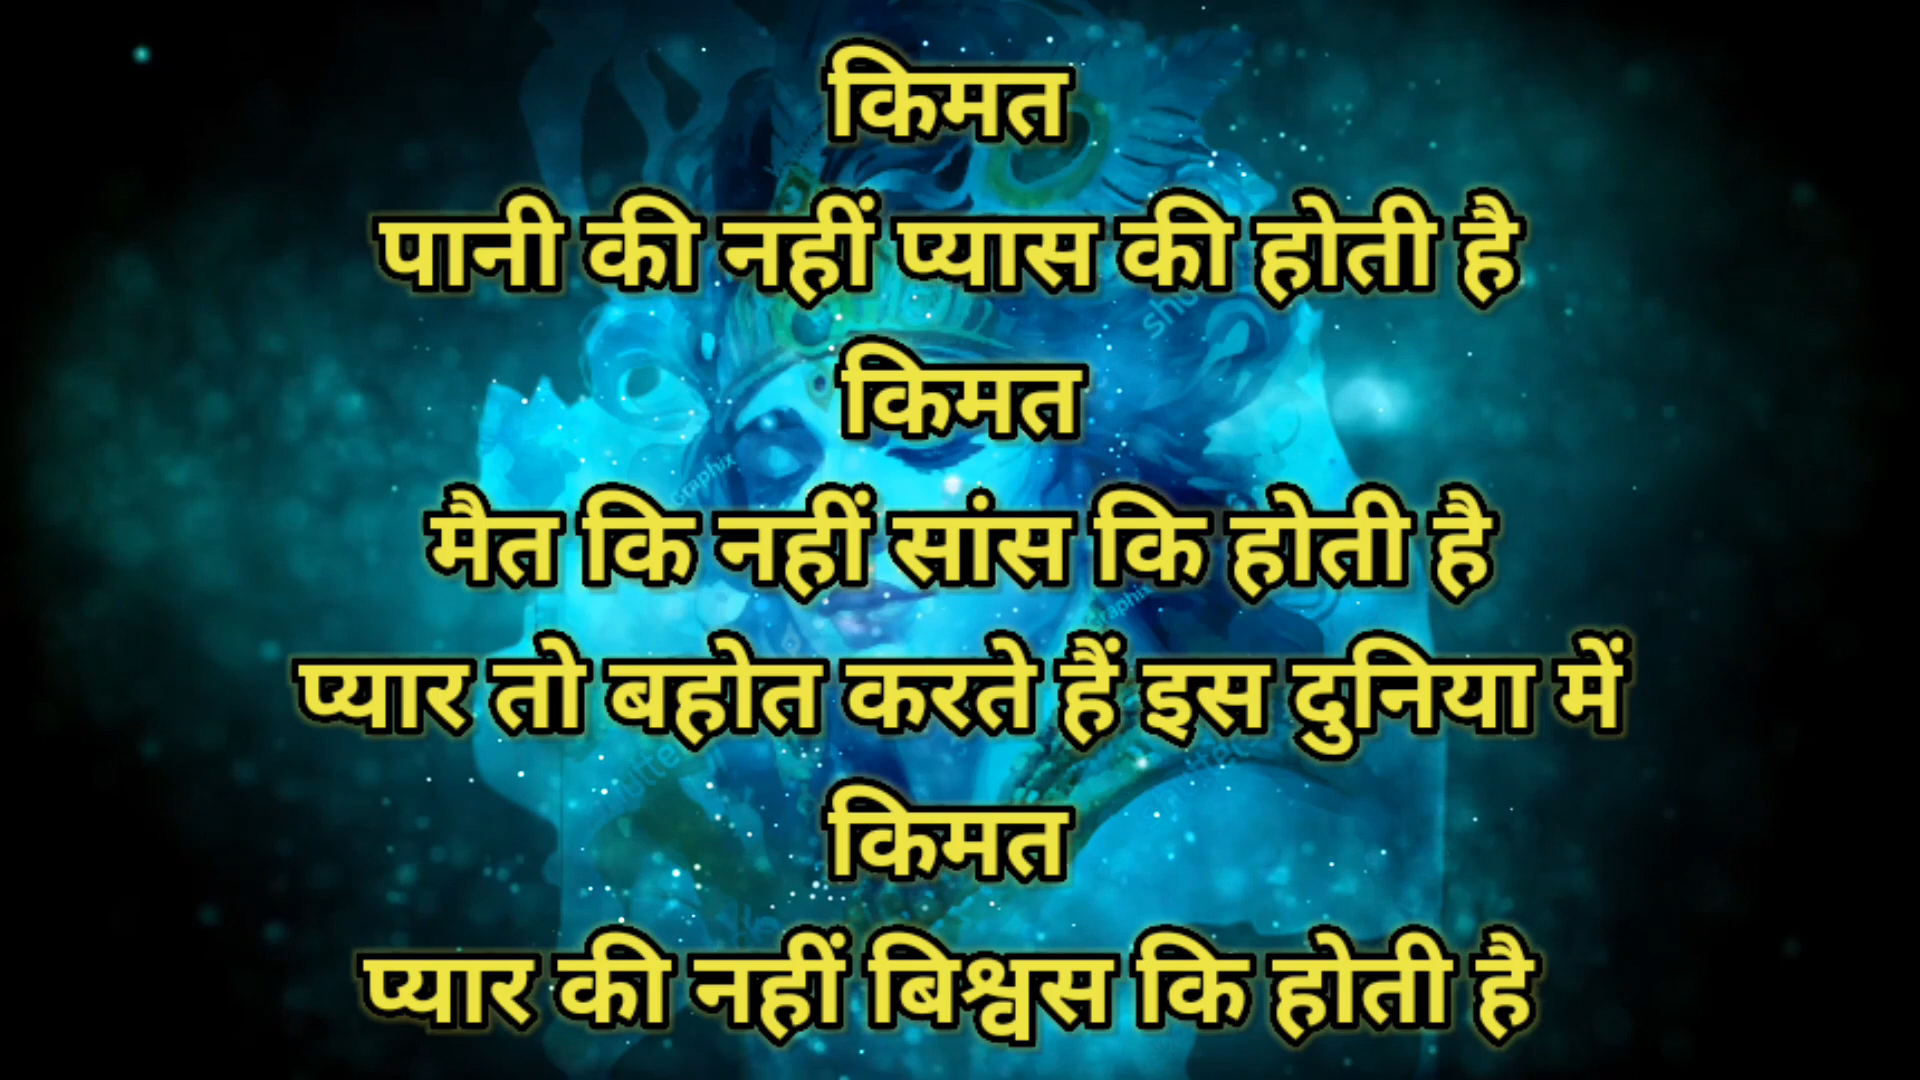 किमत
पानी की नहीं प्यास की होती है
किमत
मैत कि नहीं सांस कि होती है
प्यार तो बहोत करते हैं इस दुनिया में
किमत
प्यार की नहीं बिश्वस कि होती है